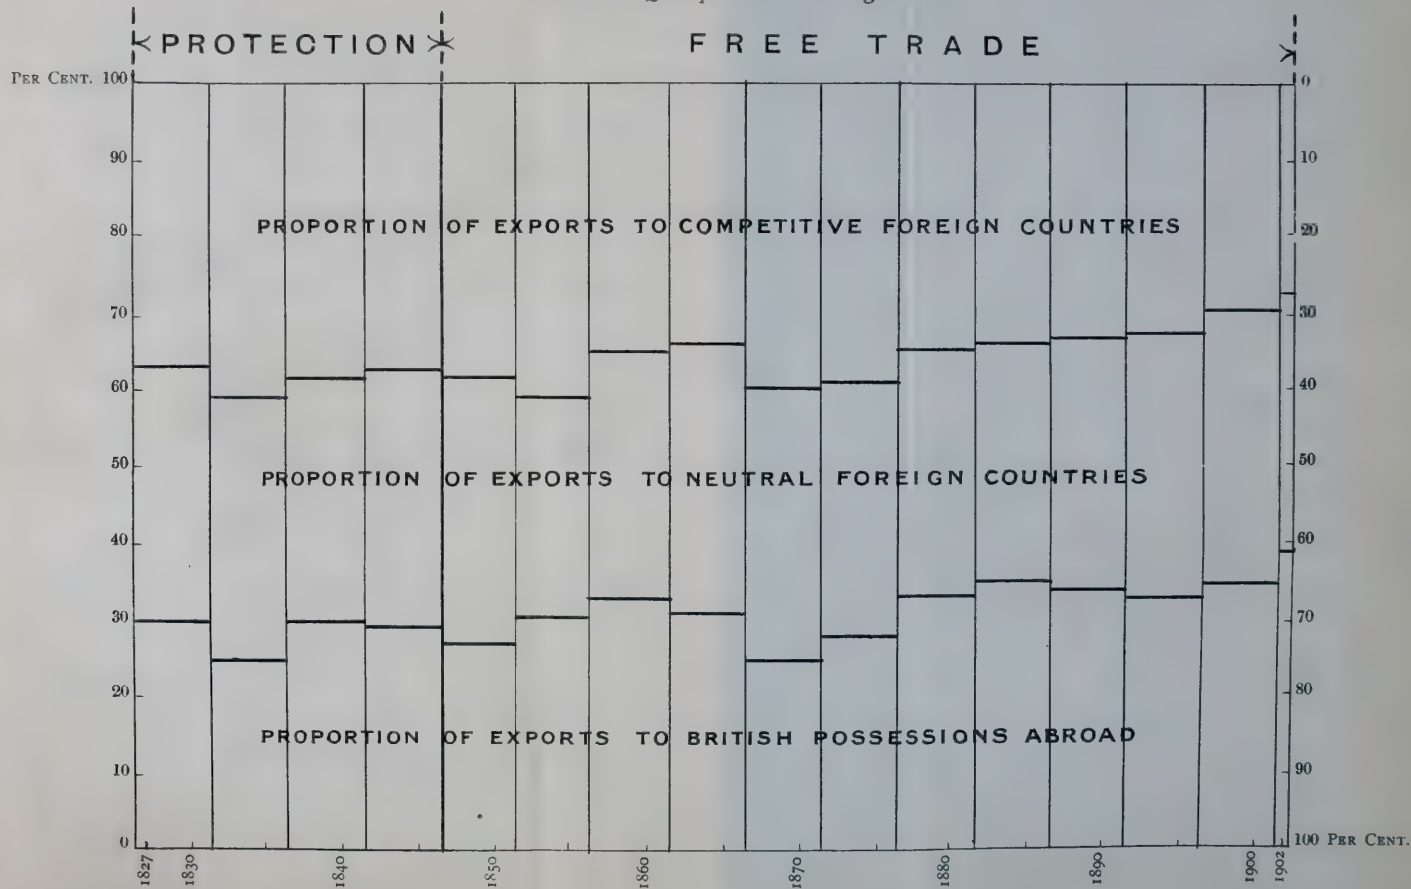 PROTECTION FREE TRADE
PER CENT. 100 0
90 10
80 20
PROPORTION OF EXPORTS TO COMPETITIVE FOREIGN COUNTRIES
70 30
60 40
50 50
PROPORTION OF EXPORTS TO NEUTRAL FOREIGN COUNTRIES
40 60
30 70
20 80
PROPORTION OF EXPORTS TO BRITISH POSSESSIONS ABROAD
10 90
0 100 PER CENT.
1827 1830 1840 1850 1860 1870 1880 1890 1900 1902